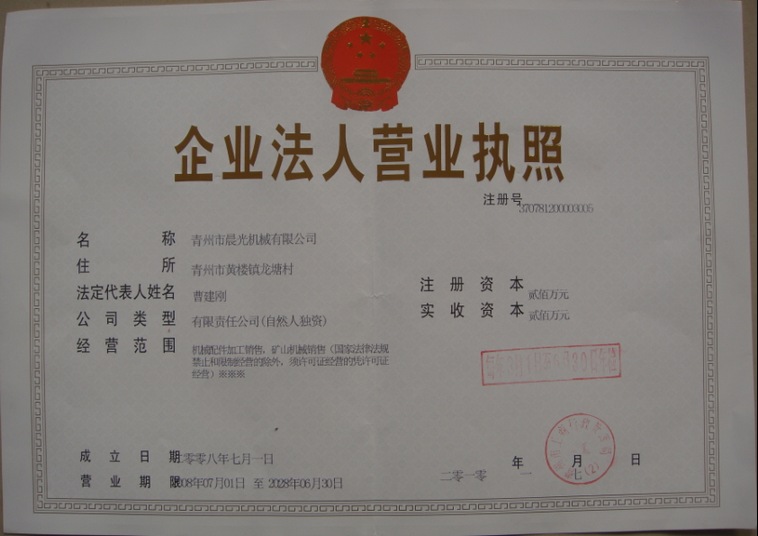 企业法人营业执照
注册号 370781200003005
名称 青州市晨光机械有限公司
住所 青州市黄楼镇龙塘村
法定代表人姓名 曹建刚
注册资本 贰佰万元
公司类型 有限责任公司(自然人独资)
实收资本 贰佰万元
经营范围 机械配件加工销售，矿山机械销售（国家法律法规
禁止和限制经营的除外，须许可证经营的凭许可证
经营）※※※
成立日期 二零零八年七月一日
营业期限 08年07月01日 至 2028年06月30日
二零一零 年 一 月 七 日
(2)